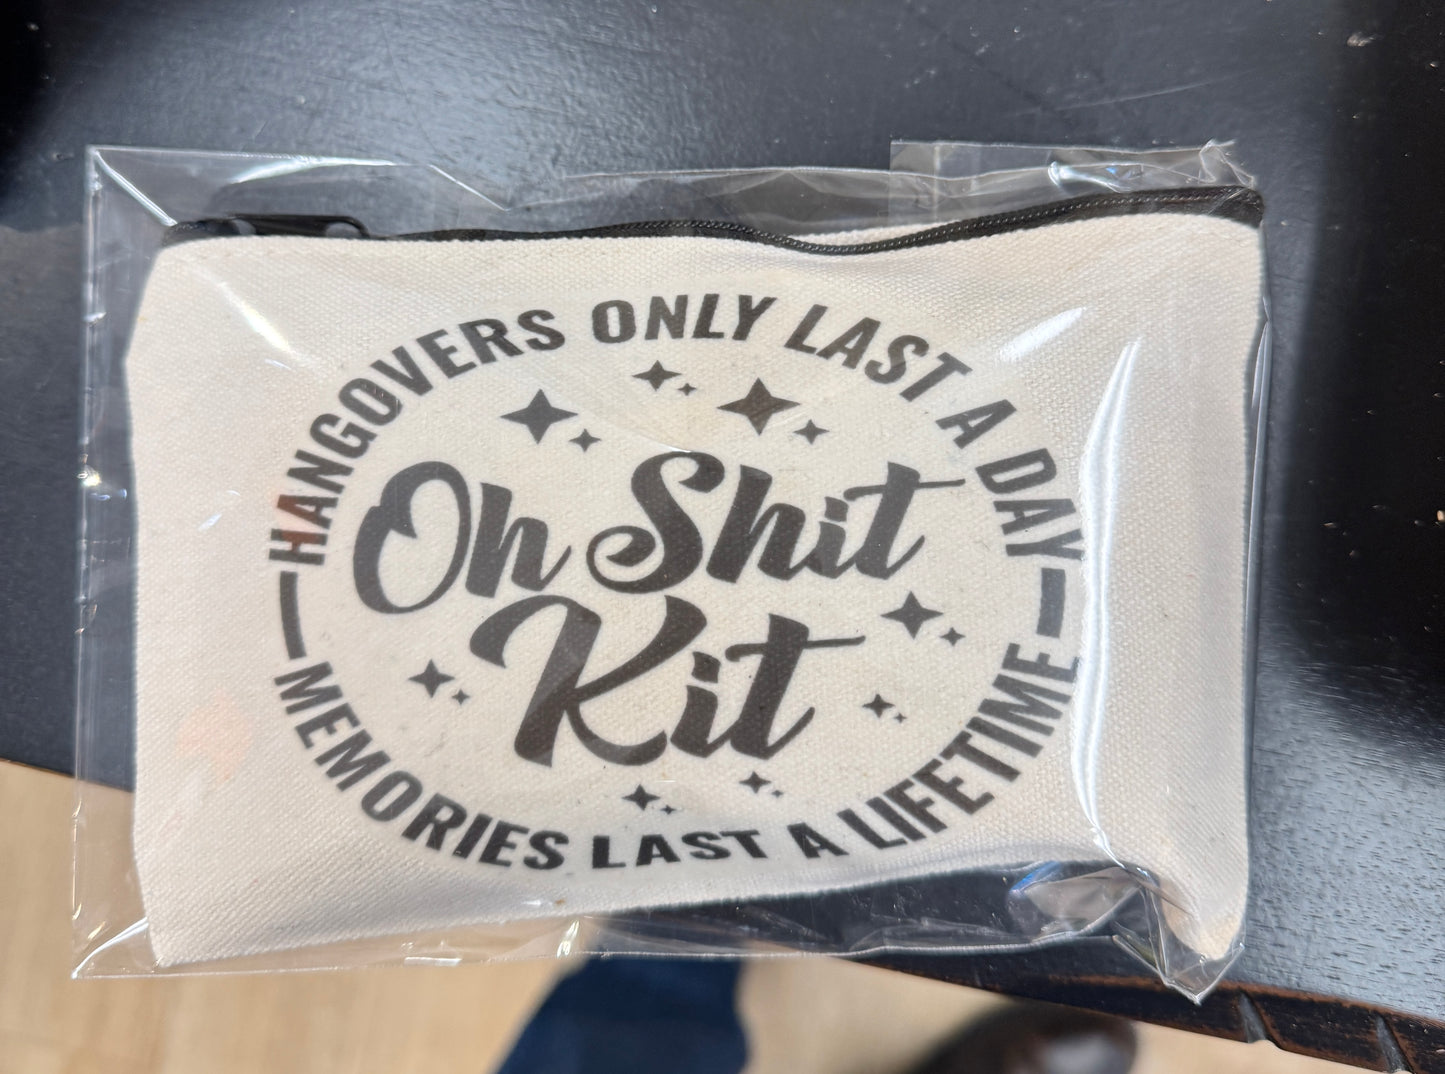 HANGOVERS ONLY LAST A DAY
Oh Shit
Kit
MEMORIES LAST A LIFETIME